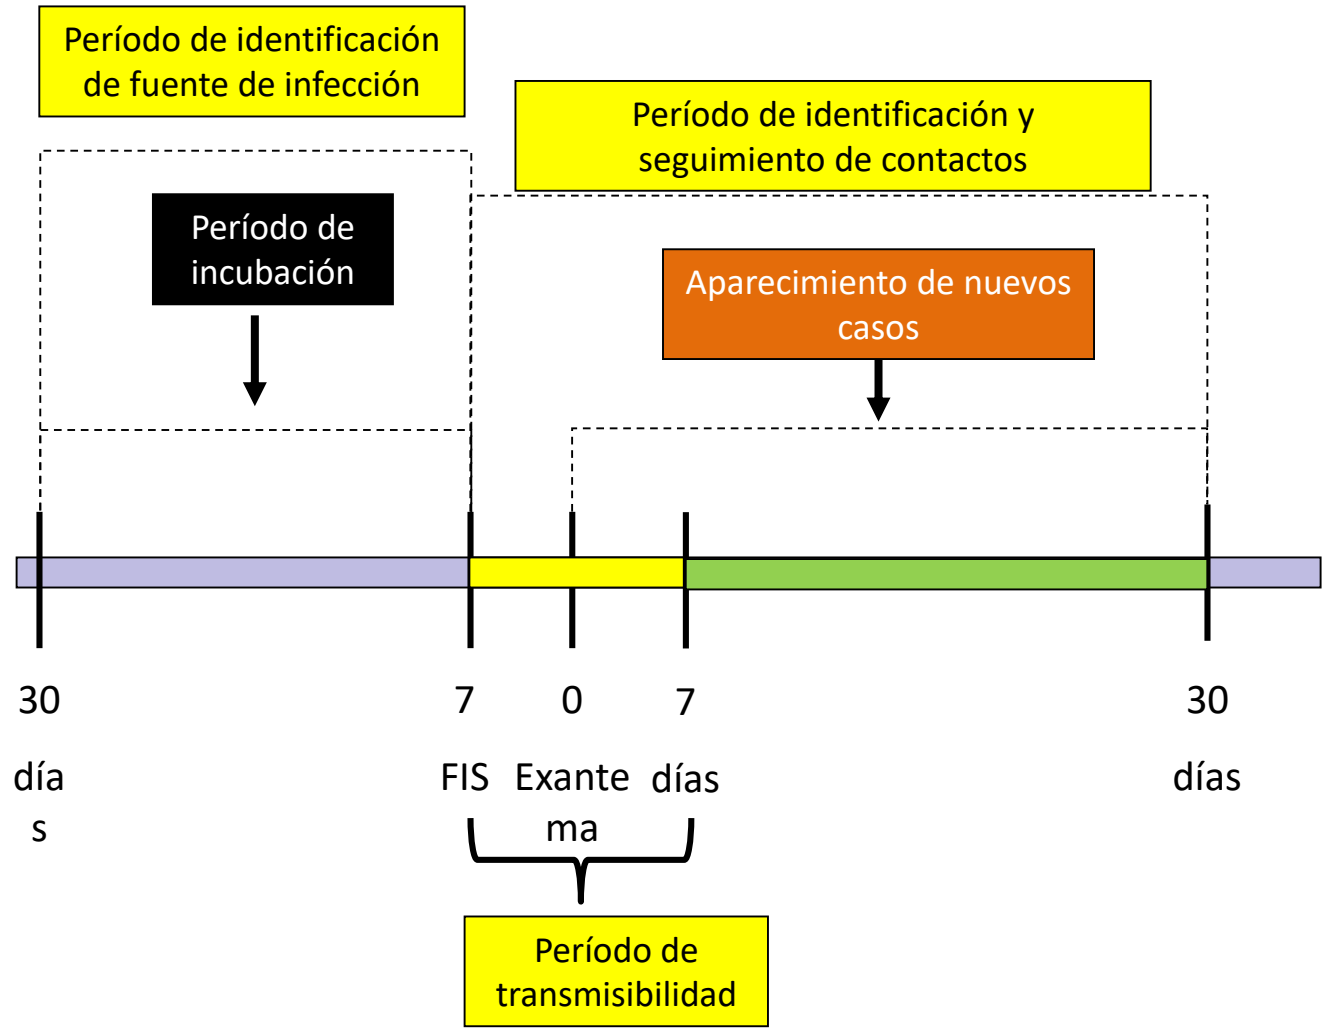 Período de identificación
de fuente de infección
Período de identificación y
seguimiento de contactos
Período de
incubación
Aparecimiento de nuevos
casos
30
día
s
7
FIS
0
Exante
ma
7
días
30
días
Período de
transmisibilidad